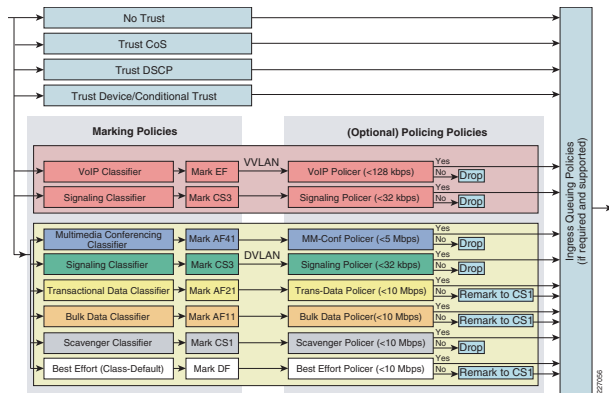 No Trust
Trust CoS
Trust DSCP
Trust Device/Conditional Trust
Marking Policies
(Optional) Policing Policies
VVLAN
VoIP Classifier
Mark EF
VoIP Policer (<128 kbps)
Yes
No
Drop
Signaling Classifier
Mark CS3
Signaling Policer (<32 kbps)
Yes
No
Drop
DVLAN
Multimedia Conferencing
Classifier
Mark AF41
MM-Conf Policer (<5 Mbps)
Yes
No
Drop
Signaling Classifier
Mark CS3
Signaling Policer (<32 kbps)
Yes
No
Drop
Transactional Data Classifier
Mark AF21
Trans-Data Policer (<10 Mbps)
Yes
No
Remark to CS1
Bulk Data Classifier
Mark AF11
Bulk Data Policer(<10 Mbps)
Yes
No
Remark to CS1
Scavenger Classifier
Mark CS1
Scavenger Policer (<10 Mbps)
Yes
No
Drop
Best Effort (Class-Default)
Mark DF
Best Effort Policer (<10 Mbps)
Yes
No
Remark to CS1
Ingress Queuing Policies
(if required and supported)
227056